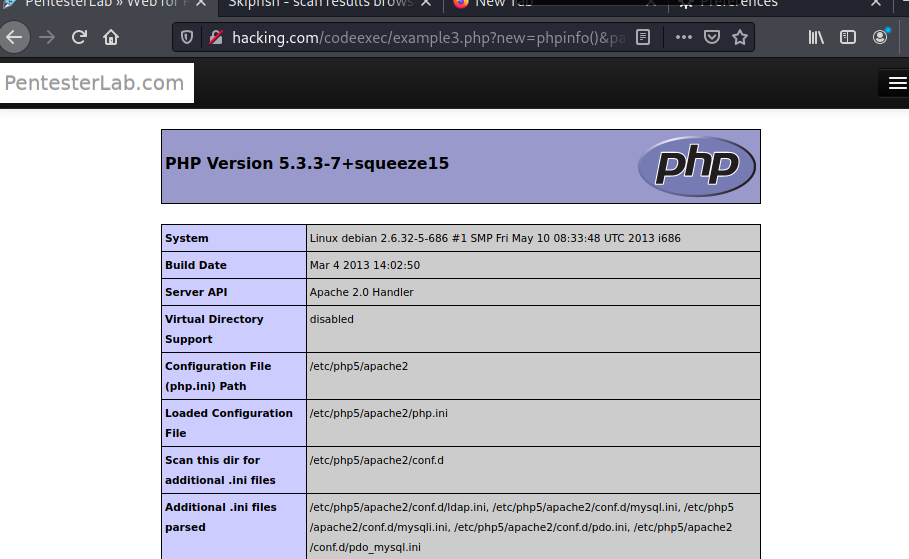 PentesterLab » Web for P
Skipfish - scan results brows
New Tab
Preferences
hacking.com/codeexec/example3.php?new=phpinfo()&pa
PentesterLab.com
PHP Version 5.3.3-7+squeeze15
php
System
Linux debian 2.6.32-5-686 #1 SMP Fri May 10 08:33:48 UTC 2013 i686
Build Date
Mar 4 2013 14:02:50
Server API
Apache 2.0 Handler
Virtual Directory
Support
disabled
Configuration File
(php.ini) Path
/etc/php5/apache2
Loaded Configuration
File
/etc/php5/apache2/php.ini
Scan this dir for
additional .ini files
/etc/php5/apache2/conf.d
Additional .ini files
parsed
/etc/php5/apache2/conf.d/ldap.ini, /etc/php5/apache2/conf.d/mysql.ini, /etc/php5
/apache2/conf.d/mysqli.ini, /etc/php5/apache2/conf.d/pdo.ini, /etc/php5/apache2
/conf.d/pdo_mysql.ini